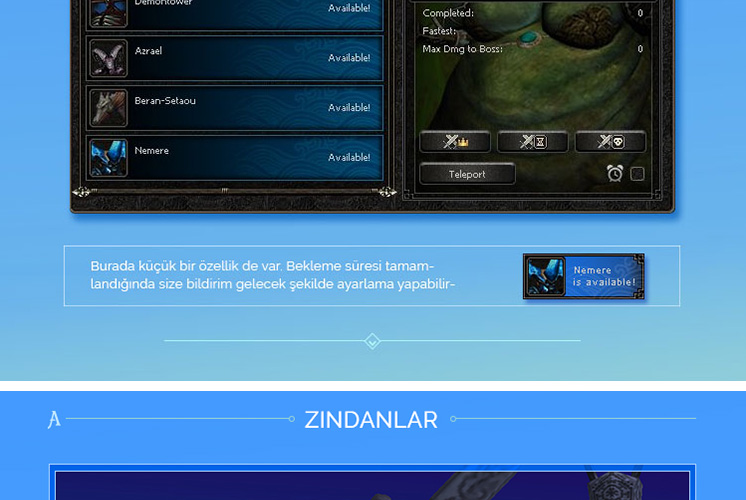 Demontower
Available!
Azrael
Available!
Beran-Setaou
Available!
Nemere
Available!
Completed: 0
Fastest:
Max Dmg to Boss: 0
Teleport
Burada küçük bir özellik de var. Bekleme süresi tamam-
landığında size bildirim gelecek şekilde ayarlama yapabilir-
Nemere
is available!
ZINDANLAR